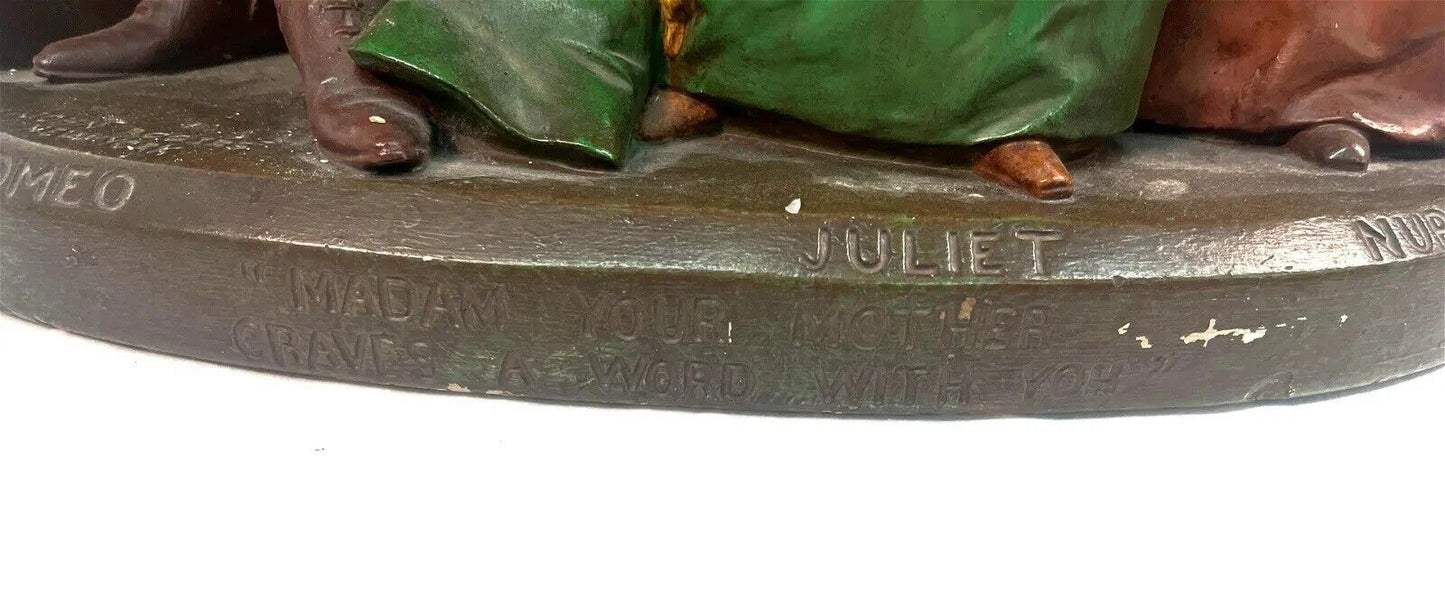 OMEO
JULIET
NUR
"MADAM YOUR MOTHER
CRAVES A WORD WITH YOU"